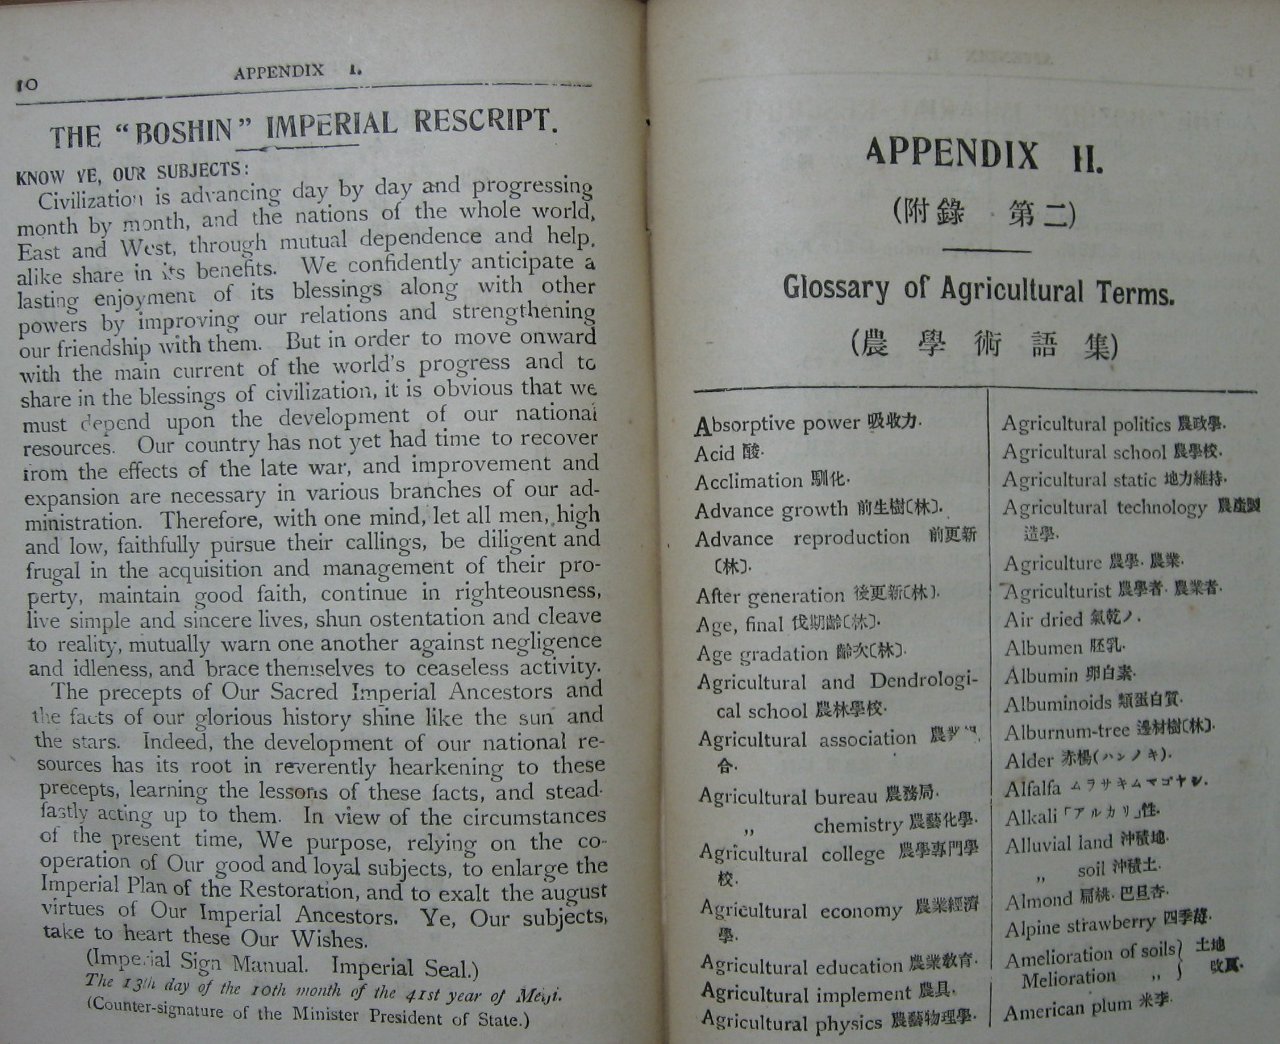 10
APPENDIX I.
THE "BOSHIN" IMPERIAL RESCRIPT.
KNOW YE, OUR SUBJECTS:
Civilization is advancing day by day and progressing
month by month, and the nations of the whole world,
East and West, through mutual dependence and help,
alike share in its benefits. We confidently anticipate a
lasting enjoyment of its blessings along with other
powers by improving our relations and strengthening
our friendship with them. But in order to move onward
with the main current of the world's progress and to
share in the blessings of civilization, it is obvious that we
must depend upon the development of our national
resources. Our country has not yet had time to recover
from the effects of the late war, and improvement and
expansion are necessary in various branches of our ad-
ministration. Therefore, with one mind, let all men, high
and low, faithfully pursue their callings, be diligent and
frugal in the acquisition and management of their pro-
perty, maintain good faith, continue in righteousness,
live simple and sincere lives, shun ostentation and cleave
to reality, mutually warn one another against negligence
and idleness, and brace themselves to ceaseless activity.
The precepts of Our Sacred Imperial Ancestors and
the facts of our glorious history shine like the sun and
the stars. Indeed, the development of our national re-
sources has its root in reverently hearkening to these
precepts, learning the lessons of these facts, and stead-
fastly acting up to them. In view of the circumstances
of the present time, We purpose, relying on the co-
operation of Our good and loyal subjects, to enlarge the
Imperial Plan of the Restoration, and to exalt the august
virtues of Our Imperial Ancestors. Ye, Our subjects,
take to heart these Our Wishes.
(Imperial Sign Manual. Imperial Seal.)
The 13th day of the 10th month of the 41st year of Meiji.
(Counter-signature of the Minister President of State.)
APPENDIX II.
(附錄 第二)
Glossary of Agricultural Terms.
(農學術語集)
Absorptive power 吸收力.
Acid 酸.
Acclimation 馴化.
Advance growth 前生樹〔林〕.
Advance reproduction 前更新
〔林〕.
After generation 後更新〔林〕.
Age, final 伐期齡〔林〕.
Age gradation 齡次〔林〕.
Agricultural and Dendrologi-
cal school 農林學校.
Agricultural association 農業
合.
Agricultural bureau 農務局.
„ chemistry 農藝化學.
Agricultural college 農學專門學
校.
Agricultural economy 農業經濟
學.
Agricultural education 農業敎育.
Agricultural implement 農具.
Agricultural physics 農藝物理學.
Agricultural politics 農政學.
Agricultural school 農學校.
Agricultural static 地力維持.
Agricultural technology 農產製
造學.
Agriculture 農學. 農業.
Agriculturist 農學者. 農業者.
Air dried 氣乾ノ.
Albumen 胚乳.
Albumin 卵白素.
Albuminoids 類蛋白質.
Alburnum-tree 邊材樹〔林〕.
Alder 赤楊(ハンノキ).
Alfalfa ムラサキムマゴヤシ.
Alkali「アルカリ」性.
Alluvial land 沖積地.
„ soil 沖積土.
Almond 扁桃. 巴旦杏.
Alpine strawberry 四季莓.
Amelioration of soils} 土地
Melioration „ } 改良.
American plum 米李.